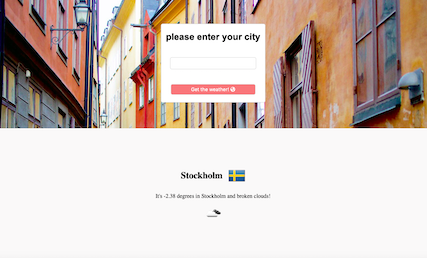 please enter your city
Get the weather!
Stockholm
It's -2.38 degrees in Stockholm and broken clouds!